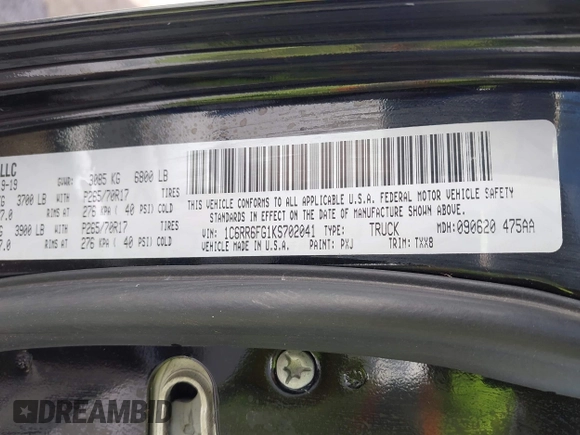 LLC
9-19
GVWR: 3085 KG 6800 LB
KG 3700 LB P265/70R17 TIRES
7.0 RIMS AT 276 KPA ( 40 PSI) COLD
G 3900 LB P265/70R17 TIRES
7.0 RIMS AT 276 KPA ( 40 PSI) COLD
THIS VEHICLE CONFORMS TO ALL APPLICABLE U.S.A. FEDERAL MOTOR VEHICLE SAFETY
STANDARDS IN EFFECT ON THE DATE OF MANUFACTURE SHOWN ABOVE.
VIN: 1C6RR6FG1KS702041 TYPE: TRUCK MDH: 090620 475AA
VEHICLE MADE IN U.S.A. PAINT: PXJ TRIM: TXX8
DREAMBID